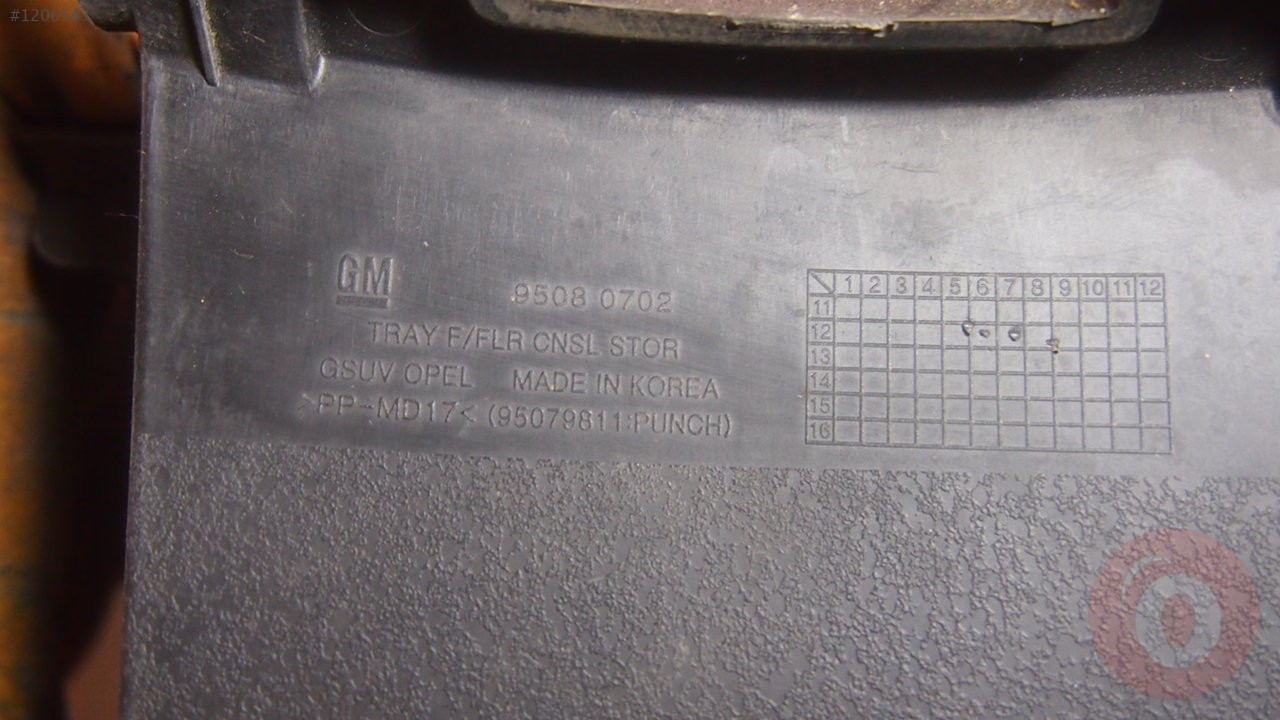 GM
9508 0702
TRAY F/FLR CNSL STOR
GSUV OPEL MADE IN KOREA
>PP-MD17< (95079811:PUNCH)
1 2 3 4 5 6 7 8 9 10 11 12
11
12
13
14
15
16